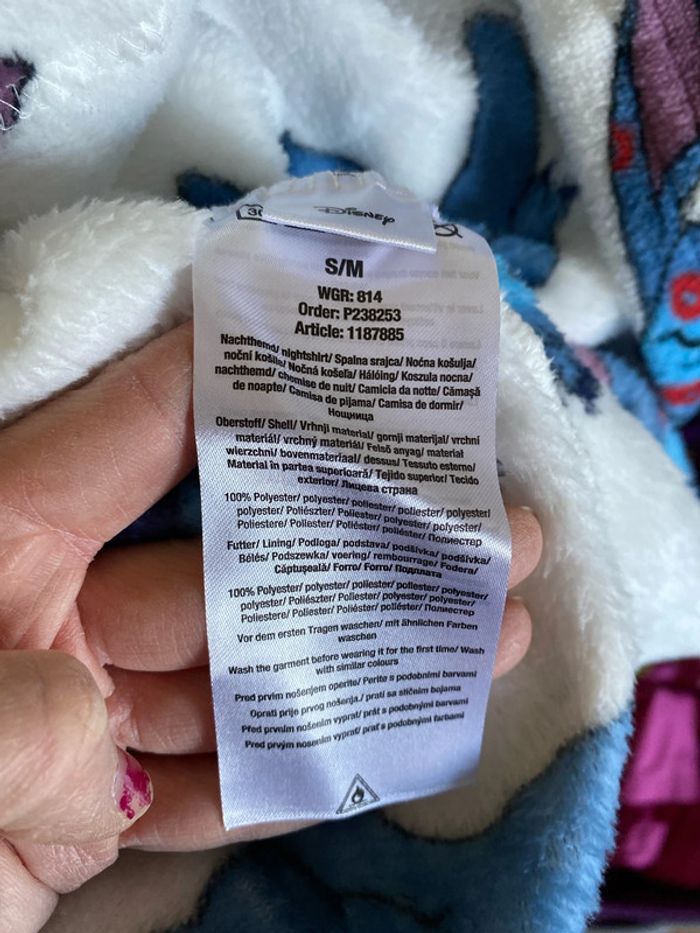 30
Disney
S/M
WGR: 814
Order: P238253
Article: 1187885
Nachthemd/ nightshirt/ Spalna srajca/ Noćna košulja/
noční košile/ Nočná košeľa/ Hálóing/ Koszula nocna/
nachthemd/ chemise de nuit/ Camicia da notte/ Cămașă
de noapte/ Camisa de pijama/ Camisa de dormir/
Нощница
Oberstoff/ Shell/ Vrhnji material/ gornji materijal/ vrchní
materiál/ vrchný materiál/ Felső anyag/ materiał
wierzchni/ bovenmateriaal/ dessus/ Tessuto esterno/
Material în partea superioară/ Tejido superior/ Tecido
exterior/ Лицева страна
100% Polyester/ polyester/ poliester/ poliester/ polyester/
polyester/ Poliészter/ Poliester/ polyester/ polyester/
Poliestere/ Poliester/ Poliéster/ poliéster/ Полиестер
Futter/ Lining/ Podloga/ podstava/ podšívka/ podšívka/
Bélés/ Podszewka/ voering/ rembourrage/ Fodera/
Căptușeală/ Forro/ Forro/ Подплата
100% Polyester/ polyester/ poliester/ poliester/ polyester/
polyester/ Poliészter/ Poliester/ polyester/ polyester/
Poliestere/ Poliester/ Poliéster/ poliéster/ Полиестер
Vor dem ersten Tragen waschen/ mit ähnlichen Farben
waschen
Wash the garment before wearing it for the first time/ Wash
with similar colours
Pred prvim nošenjem operite/ Perite s podobnimi barvami
Oprati prije prvog nošenja./ prati sa sličnim bojama
Před prvním nošením vyprat/ prát s podobnými barvami
Pred prvým nosením vyprať/ prať s podobnými farbami